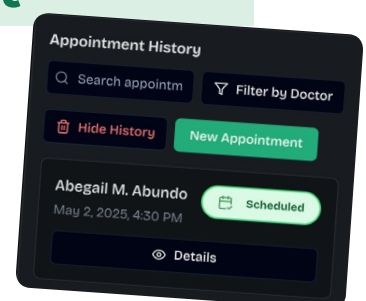 Appointment History
Search appointm
Filter by Doctor
Hide History
New Appointment
Abegail M. Abundo
Scheduled
May 2, 2025, 4:30 PM
Details